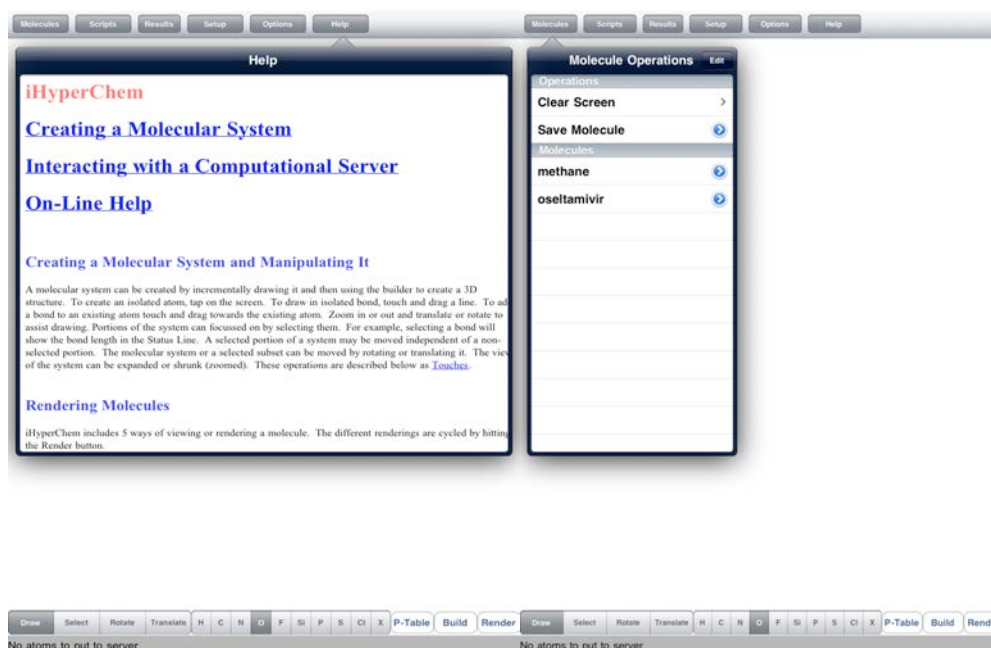 Molecules Scripts Results Setup Options Help
Help
iHyperChem
Creating a Molecular System
Interacting with a Computational Server
On-Line Help
Creating a Molecular System and Manipulating It
A molecular system can be created by incrementally drawing it and then using the builder to create a 3D
structure. To create an isolated atom, tap on the screen. To draw in isolated bond, touch and drag a line. To ad
a bond to an existing atom touch and drag towards the existing atom. Zoom in or out and translate or rotate to
assist drawing. Portions of the system can focussed on by selecting them. For example, selecting a bond will
show the bond length in the Status Line. A selected portion of a system may be moved independent of a non-
selected portion. The molecular system or a selected subset can be moved by rotating or translating it. The view
of the system can be expanded or shrunk (zoomed). These operations are described below as Touches.
Rendering Molecules
iHyperChem includes 5 ways of viewing or rendering a molecule. The different renderings are cycled by hitting
the Render button.
Draw Select Rotate Translate H C N O F Si P S Cl X P-Table Build Render
No atoms to put to server
Molecules Scripts Results Setup Options Help
Molecule Operations Edit
Operations
Clear Screen
Save Molecule
Molecules
methane
oseltamivir
Draw Select Rotate Translate H C N O F Si P S Cl X P-Table Build Rend
No atoms to put to server